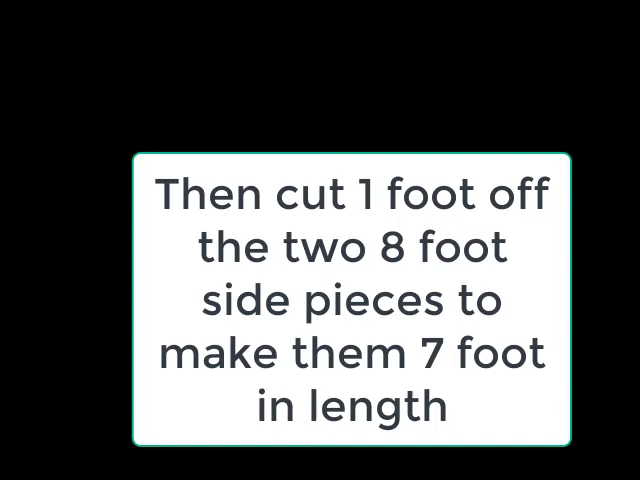 Then cut 1 foot off
the two 8 foot
side pieces to
make them 7 foot
in length